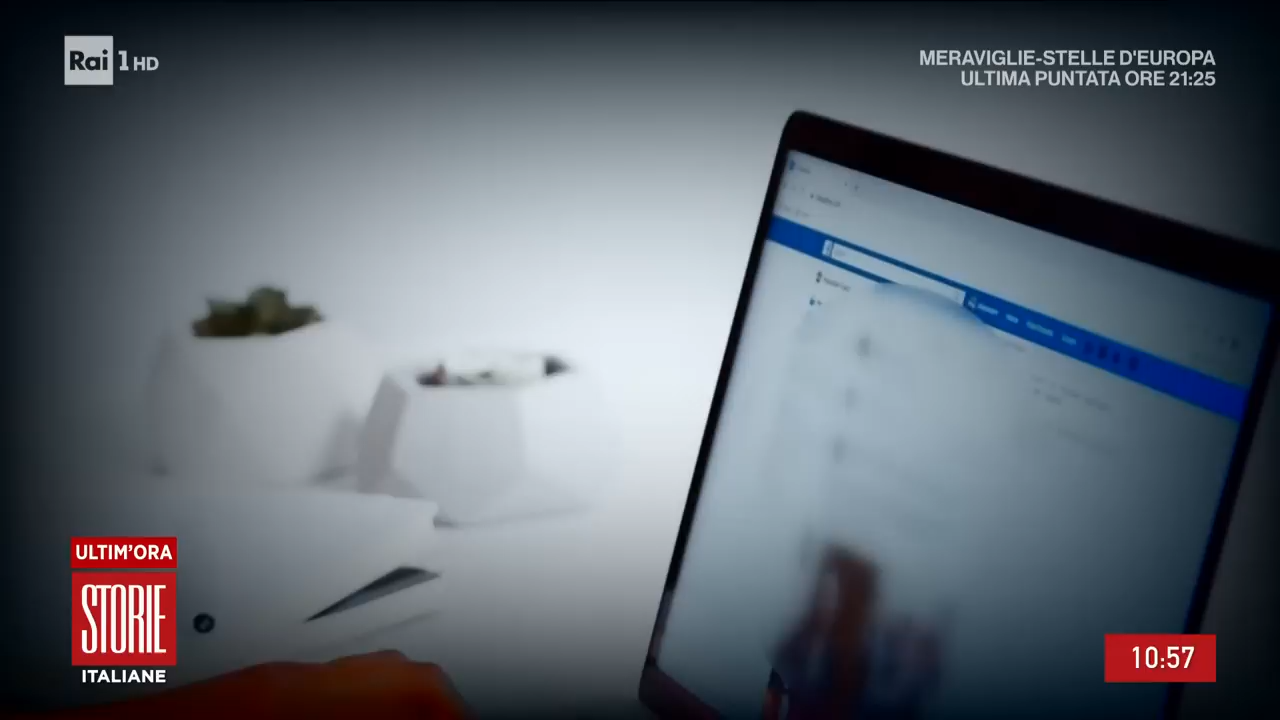 Rai 1 HD
MERAVIGLIE-STELLE D'EUROPA
ULTIMA PUNTATA ORE 21:25
ULTIM'ORA
STORIE
ITALIANE
10:57